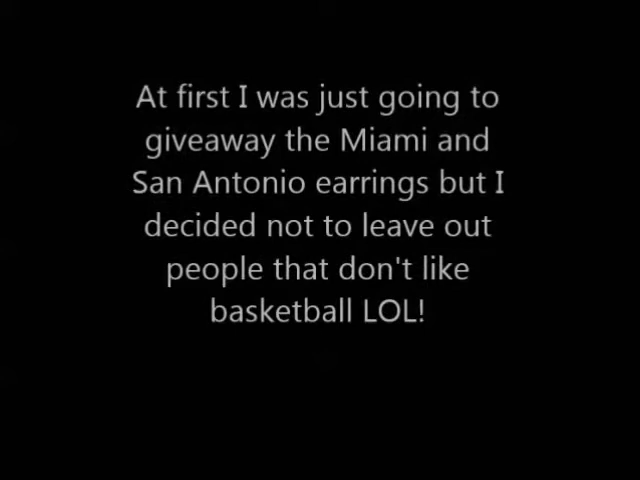 At first I was just going to
giveaway the Miami and
San Antonio earrings but I
decided not to leave out
people that don't like
basketball LOL!